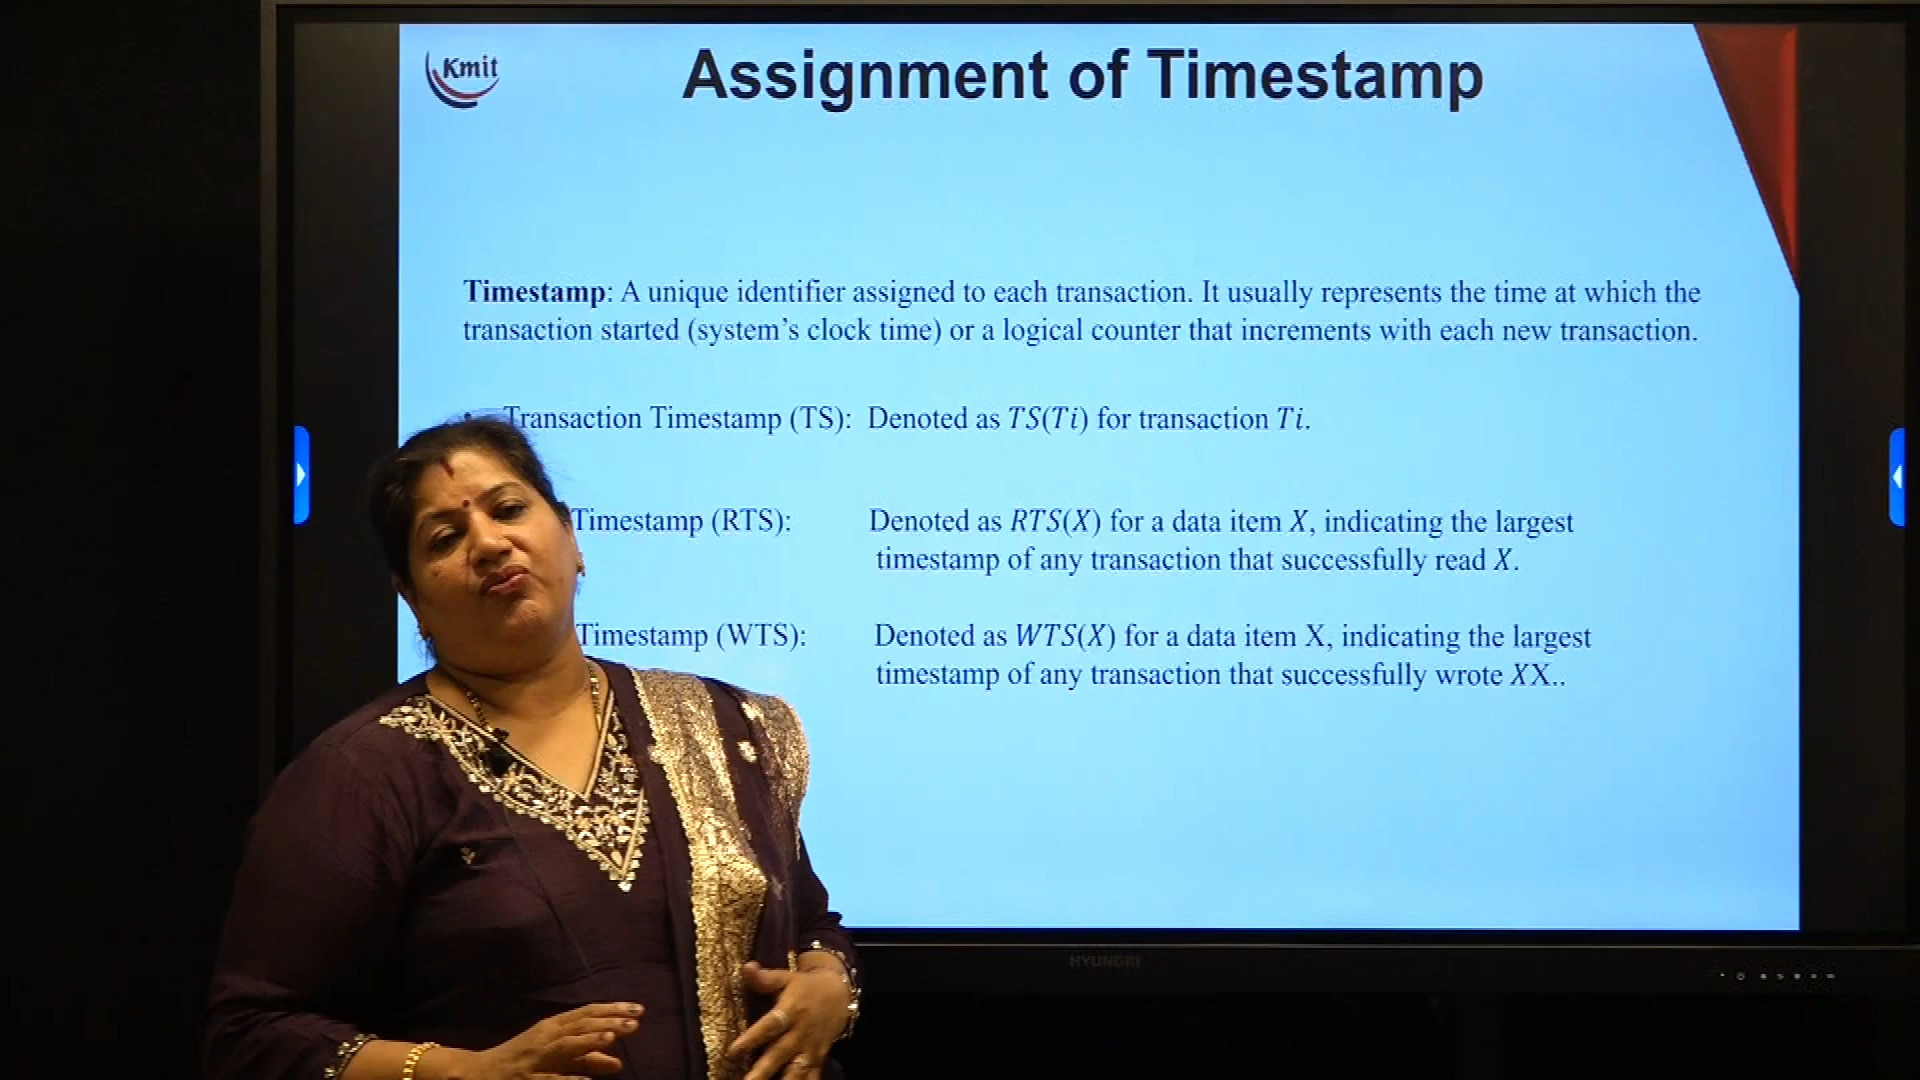 Kmit
Assignment of Timestamp
Timestamp: A unique identifier assigned to each transaction. It usually represents the time at which the
transaction started (system’s clock time) or a logical counter that increments with each new transaction.
Transaction Timestamp (TS): Denoted as TS(Ti) for transaction Ti.
Timestamp (RTS): Denoted as RTS(X) for a data item X, indicating the largest
timestamp of any transaction that successfully read X.
Timestamp (WTS): Denoted as WTS(X) for a data item X, indicating the largest
timestamp of any transaction that successfully wrote XX..
HYUNDAI